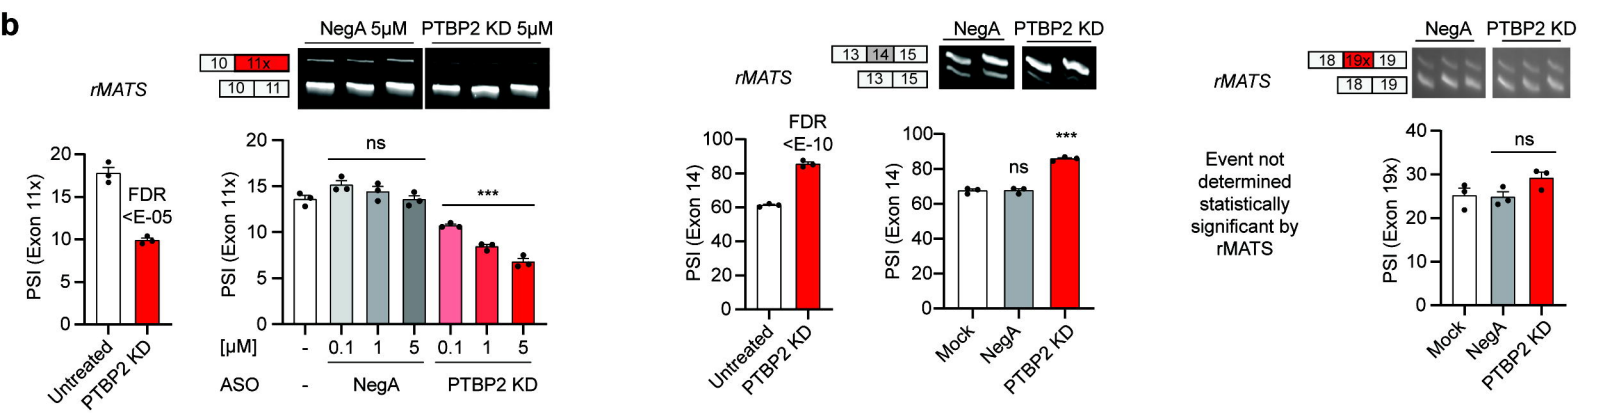 b
NegA 5µM PTBP2 KD 5µM
10 11x
10 11
rMATS
PSI (Exon 11x)
20
15
10
5
0
FDR
<E-05
Untreated
PTBP2 KD
PSI (Exon 11x)
20
15
10
5
0
ns
***
[µM] - 0.1 1 5 0.1 1 5
ASO - NegA PTBP2 KD
NegA PTBP2 KD
13 14 15
13 15
rMATS
PSI (Exon 14)
100
80
60
40
20
0
FDR
<E-10
Untreated
PTBP2 KD
PSI (Exon 14)
100
80
60
40
20
0
ns
***
Mock
NegA
PTBP2 KD
NegA PTBP2 KD
18 19x 19
18 19
rMATS
Event not
determined
statistically
significant by
rMATS
PSI (Exon 19x)
40
30
20
10
0
ns
Mock
NegA
PTBP2 KD